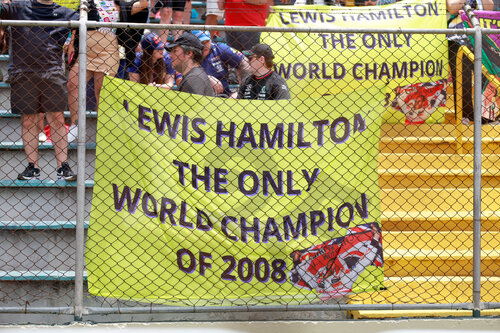 LEWIS HAMILTON
THE ONLY
WORLD CHAMPION
LEWIS HAMILTON
THE ONLY
WORLD CHAMPION
OF 2008